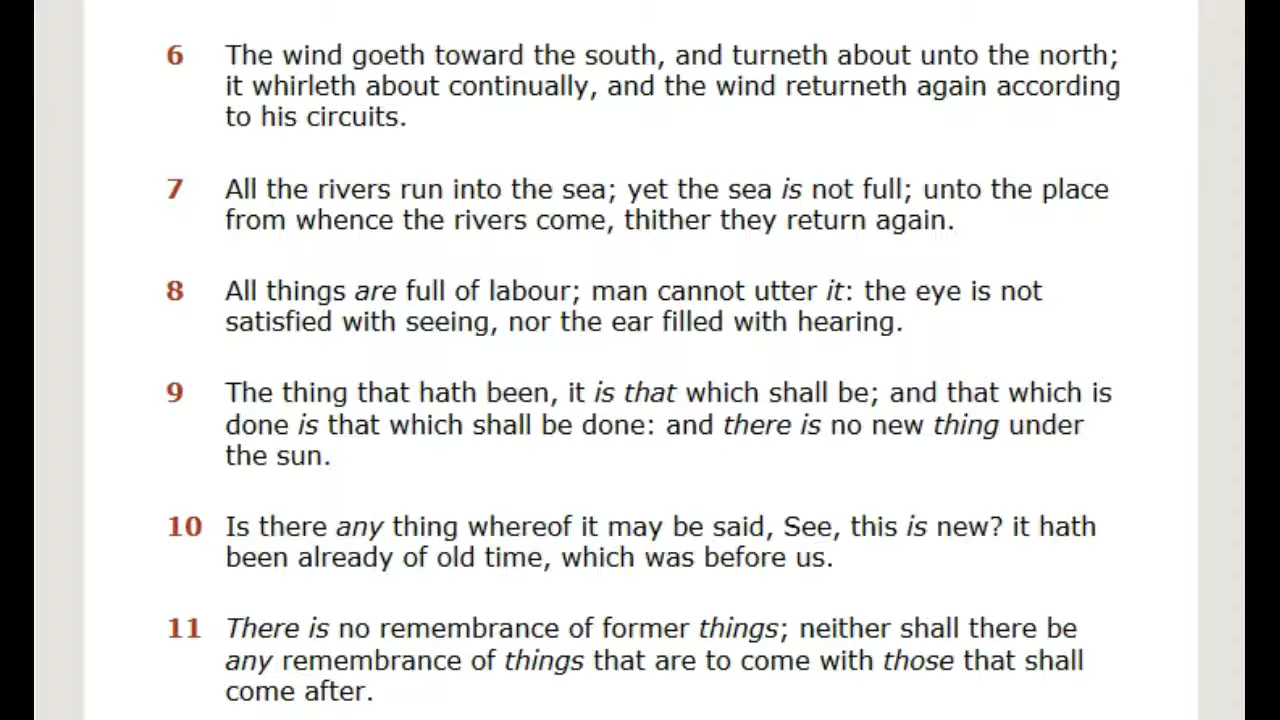 6 The wind goeth toward the south, and turneth about unto the north;
it whirleth about continually, and the wind returneth again according
to his circuits.
7 All the rivers run into the sea; yet the sea is not full; unto the place
from whence the rivers come, thither they return again.
8 All things are full of labour; man cannot utter it: the eye is not
satisfied with seeing, nor the ear filled with hearing.
9 The thing that hath been, it is that which shall be; and that which is
done is that which shall be done: and there is no new thing under
the sun.
10 Is there any thing whereof it may be said, See, this is new? it hath
been already of old time, which was before us.
11 There is no remembrance of former things; neither shall there be
any remembrance of things that are to come with those that shall
come after.